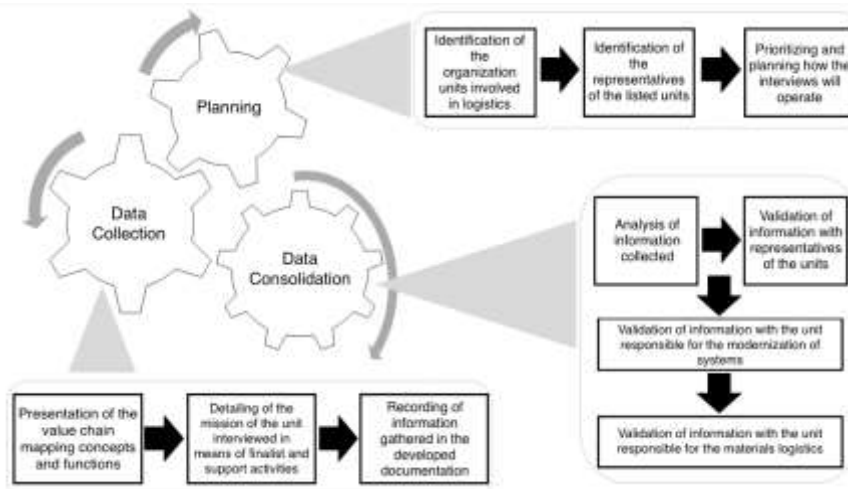 Planning
Data
Collection
Data
Consolidation
Identification of
the
organization
units involved
in logistics
Identification of
the
representatives
of the listed units
Prioritizing and
planning how the
interviews will
operate
Analysis of
information
collected
Validation of
information with
representatives
of the units
Validation of information with the unit
responsible for the modernization of
systems
Validation of information with the unit
responsible for the materials logistics
Presentation of the
value chain
mapping concepts
and functions
Detailing of the
mission of the unit
interviewed in
means of finalist
and support activities
Recording of
information
gathered in the
developed
documentation